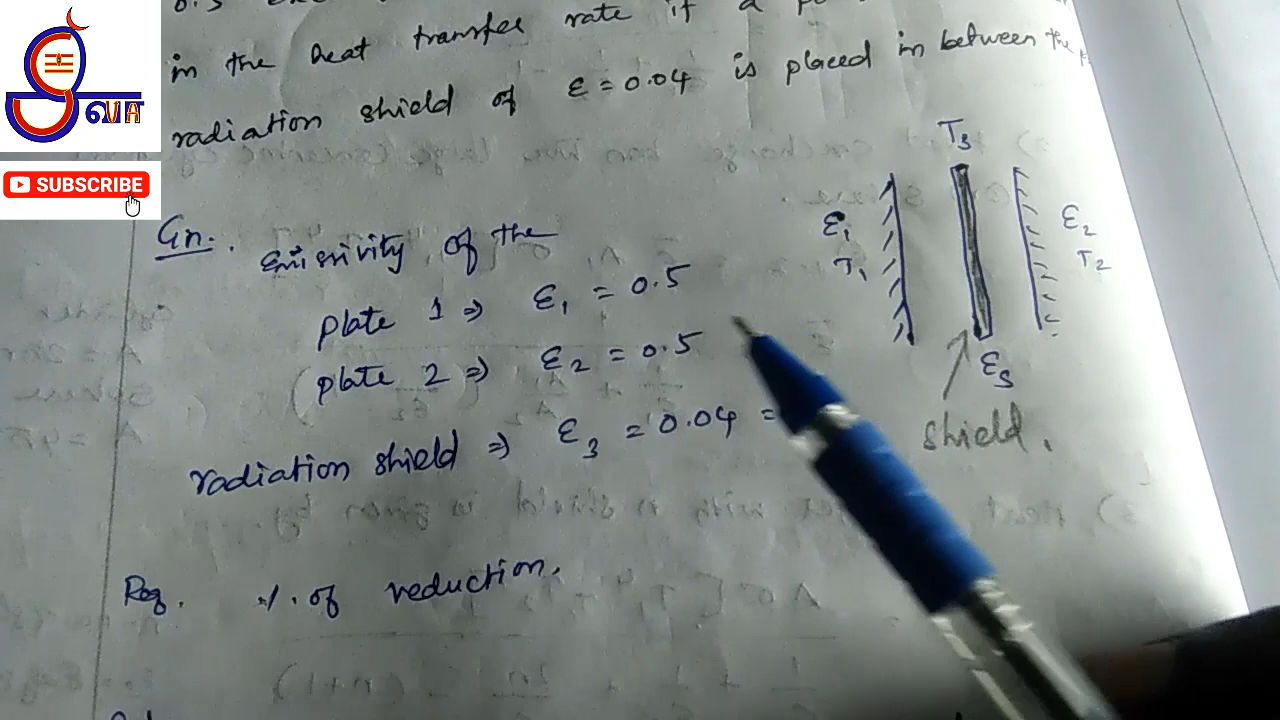 in the heat transfer rate if a
radiation shield of ε = 0.04 is placed in between the
வா
SUBSCRIBE
Gn:. Emissivity of the
plate 1 ⇒ ε₁ = 0.5
plate 2 ⇒ ε₂ = 0.5
radiation shield ⇒ ε₃ = 0.04 =
T₃
ε₁
T₁
ε₂
T₂
εs
shield.
Req. % of reduction.